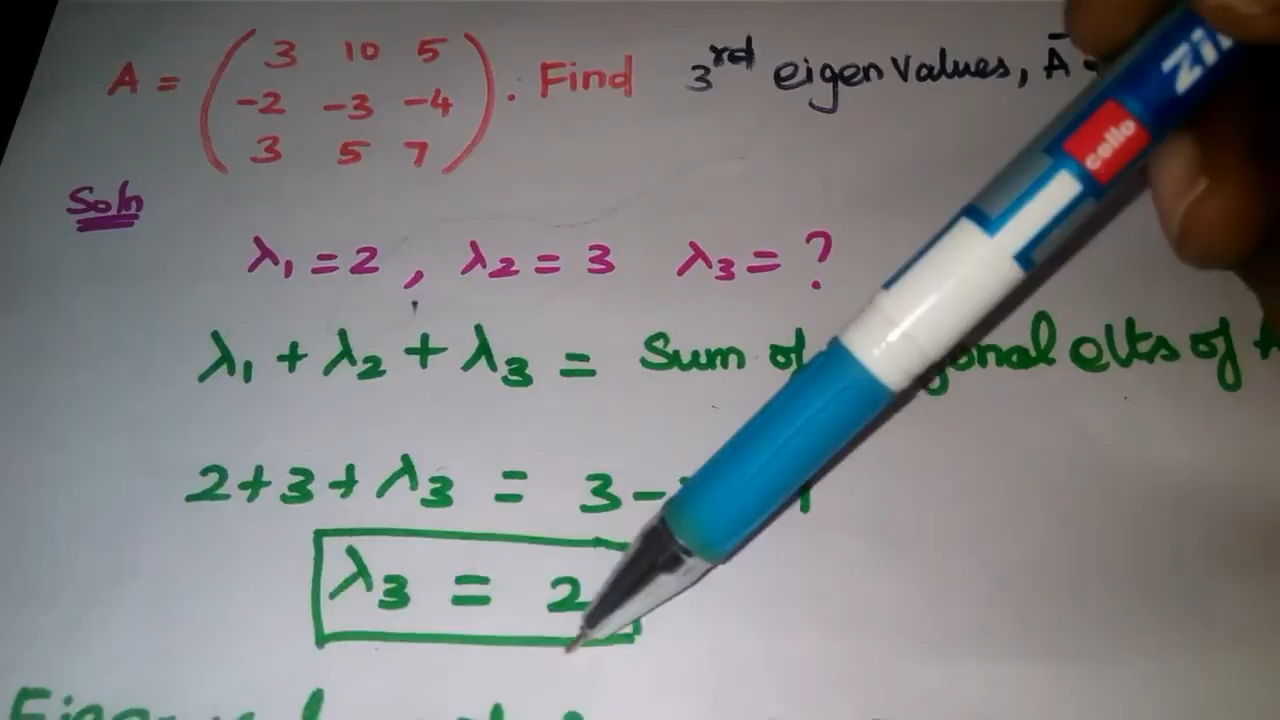 A = ( 3 10 5
-2 -3 -4
3 5 7 ). Find 3rd eigen values, Ā
Soln
λ1 = 2, λ2 = 3 λ3 = ?
λ1 + λ2 + λ3 = Sum of elts of A
2+3+λ3 = 3-
λ3 = 2
cello